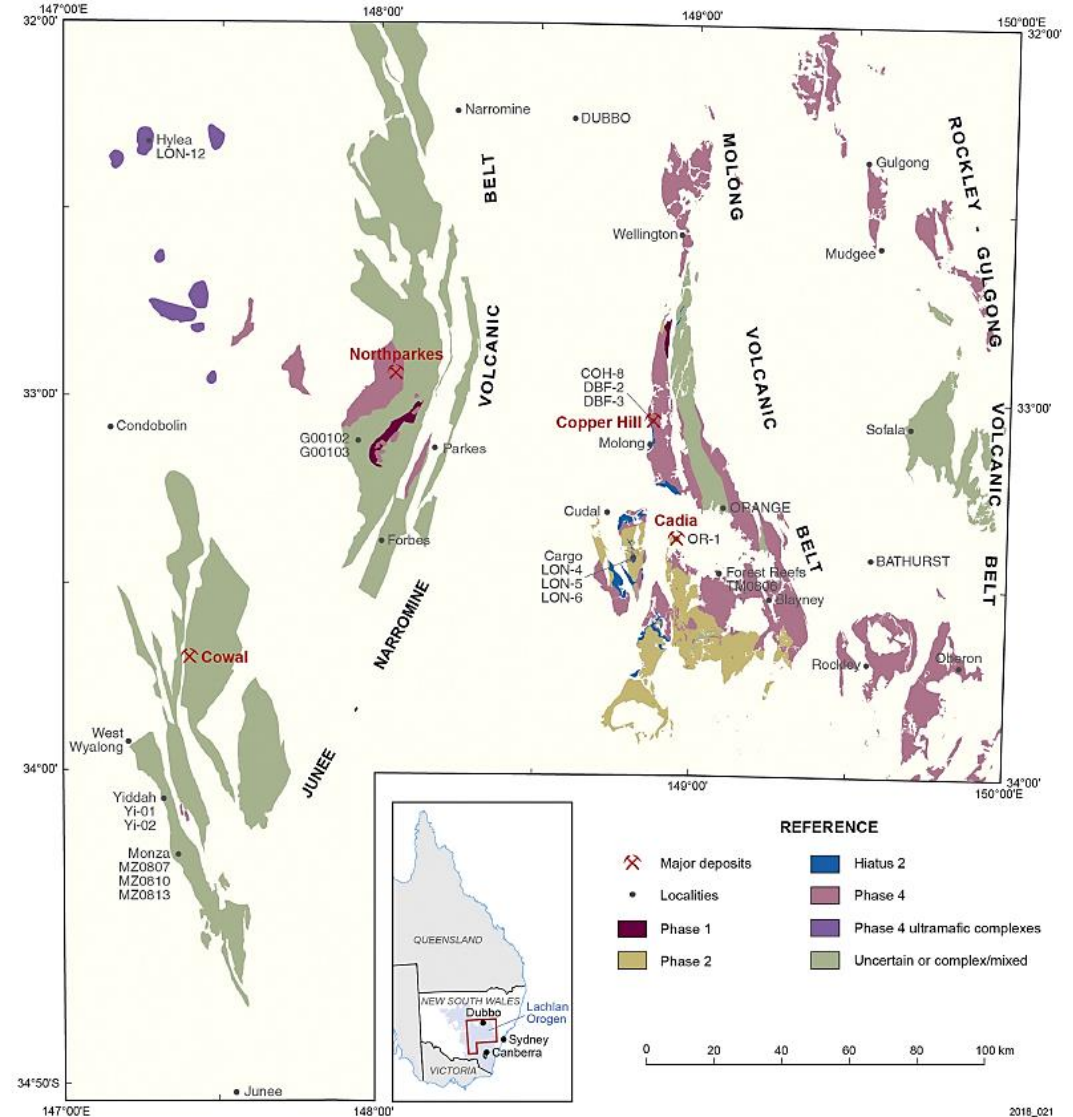 147°00'E
148°00'
149°00'
150°00'E
32°00'
32°00'
Narromine
DUBBO
Hylea
LON-12
BELT
MOLONG
ROCKLEY - GULGONG
Gulgong
Wellington
Mudgee
VOLCANIC
VOLCANIC
Northparkes
33°00'
33°00'
COH-8
DBF-2
DBF-3
Copper Hill
Molong
Condobolin
G00102
G00103
Parkes
VOLCANIC
Sofala
Cudal
ORANGE
Cadia
OR-1
BELT
Forbes
Cargo
LON-4
LON-5
LON-6
Forest Reefs
TM0806
Blayney
BATHURST
BELT
NARROMINE
Cowal
Rockley
Oberon
West
Wyalong
JUNEE
34°00'
149°00'
34°00'
150°00'E
Yiddah
Yi-01
Yi-02
Monza
MZ0807
MZ0810
MZ0813
REFERENCE
Major deposits
Localities
Phase 1
Phase 2
Hiatus 2
Phase 4
Phase 4 ultramafic complexes
Uncertain or complex/mixed
QUEENSLAND
NEW SOUTH WALES
Dubbo
Lachlan
Orogen
Sydney
Canberra
VICTORIA
0 20 40 60 80 100 km
34°50'S
Junee
147°00'E
148°00'
2018_021